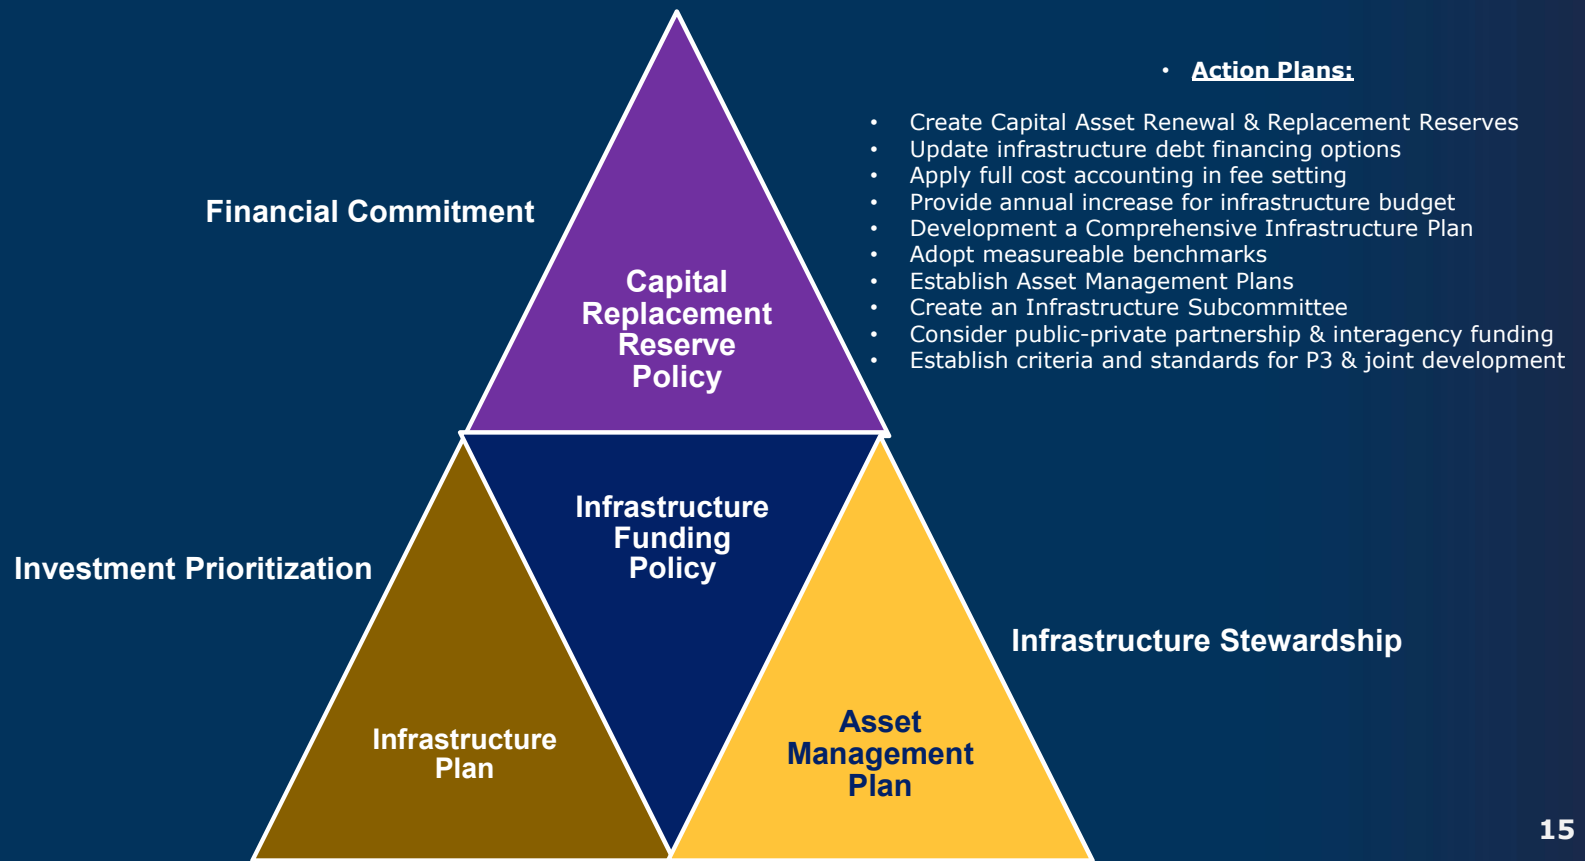 • Action Plans:
• Create Capital Asset Renewal & Replacement Reserves
• Update infrastructure debt financing options
• Apply full cost accounting in fee setting
• Provide annual increase for infrastructure budget
• Development a Comprehensive Infrastructure Plan
• Adopt measureable benchmarks
• Establish Asset Management Plans
• Create an Infrastructure Subcommittee
• Consider public-private partnership & interagency funding
• Establish criteria and standards for P3 & joint development
Financial Commitment
Capital
Replacement
Reserve
Policy
Infrastructure
Funding
Policy
Investment Prioritization
Infrastructure Stewardship
Infrastructure
Plan
Asset
Management
Plan
15